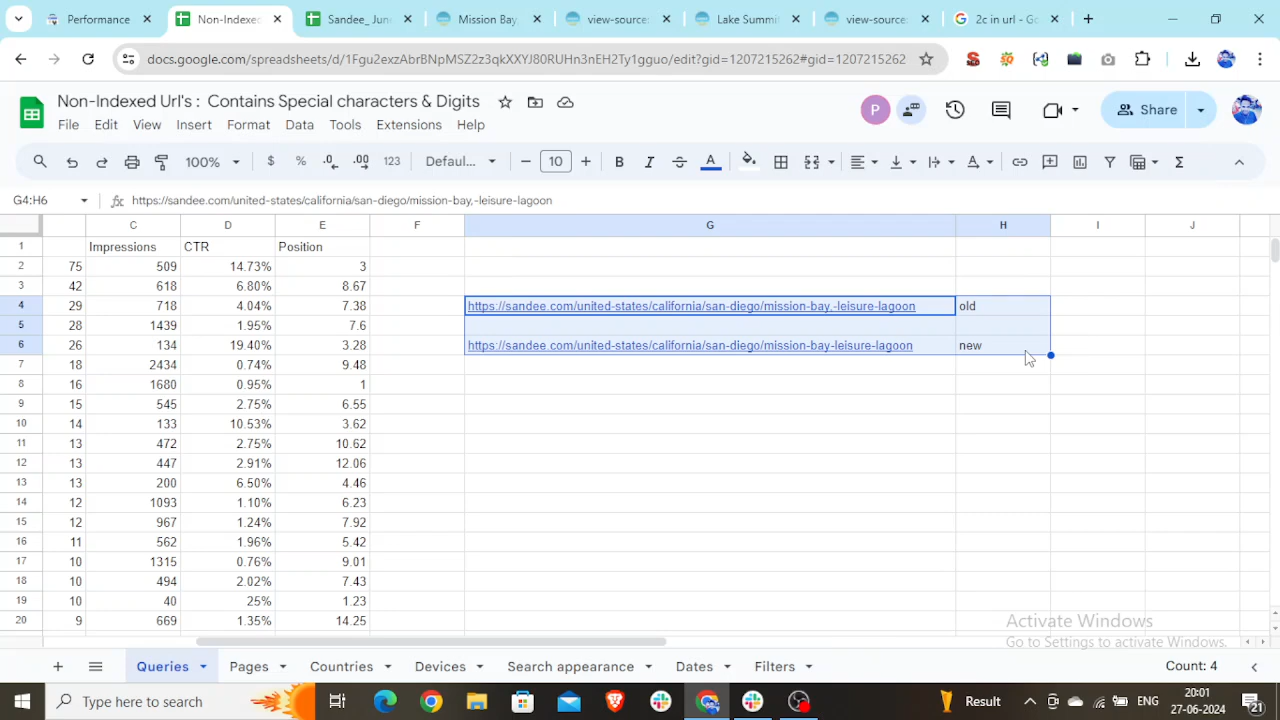 Performance
Non-Indexed
Sandee_ June
Mission Bay,
view-source:
Lake Summit
view-source:
2c in url - Go
docs.google.com/spreadsheets/d/1Fgu2exzAbrBNpMSZ2z3qkXXYJ80RUHn3nEH2Ty1gguo/edit?gid=1207215262#gid=1207215262
Non-Indexed Url's : Contains Special characters & Digits
P
Share
File Edit View Insert Format Data Tools Extensions Help
100% $ % .0 .00 123 Defaul... 10 B I A A Σ
G4:H6 fx https://sandee.com/united-states/california/san-diego/mission-bay,-leisure-lagoon
C D E F G H I J
1 Impressions CTR Position
2 75 509 14.73% 3
3 42 618 6.80% 8.67
4 29 718 4.04% 7.38 https://sandee.com/united-states/california/san-diego/mission-bay,-leisure-lagoon old
5 28 1439 1.95% 7.6
6 26 134 19.40% 3.28 https://sandee.com/united-states/california/san-diego/mission-bay-leisure-lagoon new
7 18 2434 0.74% 9.48
8 16 1680 0.95% 1
9 15 545 2.75% 6.55
10 14 133 10.53% 3.62
11 13 472 2.75% 10.62
12 13 447 2.91% 12.06
13 13 200 6.50% 4.46
14 12 1093 1.10% 6.23
15 12 967 1.24% 7.92
16 11 562 1.96% 5.42
17 10 1315 0.76% 9.01
18 10 494 2.02% 7.43
19 10 40 25% 1.23
20 9 669 1.35% 14.25
Activate Windows
Go to Settings to activate Windows.
Queries Pages Countries Devices Search appearance Dates Filters Count: 4
Type here to search
Result
ENG
20:01
27-06-2024
21